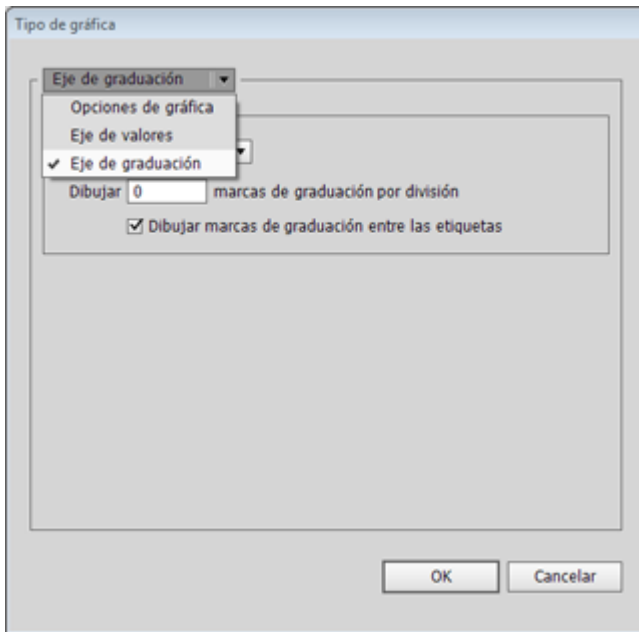 Tipo de gráfica
Eje de graduación
Opciones de gráfica
Eje de valores
Eje de graduación
Dibujar 0 marcas de graduación por división
Dibujar marcas de graduación entre las etiquetas
OK Cancelar